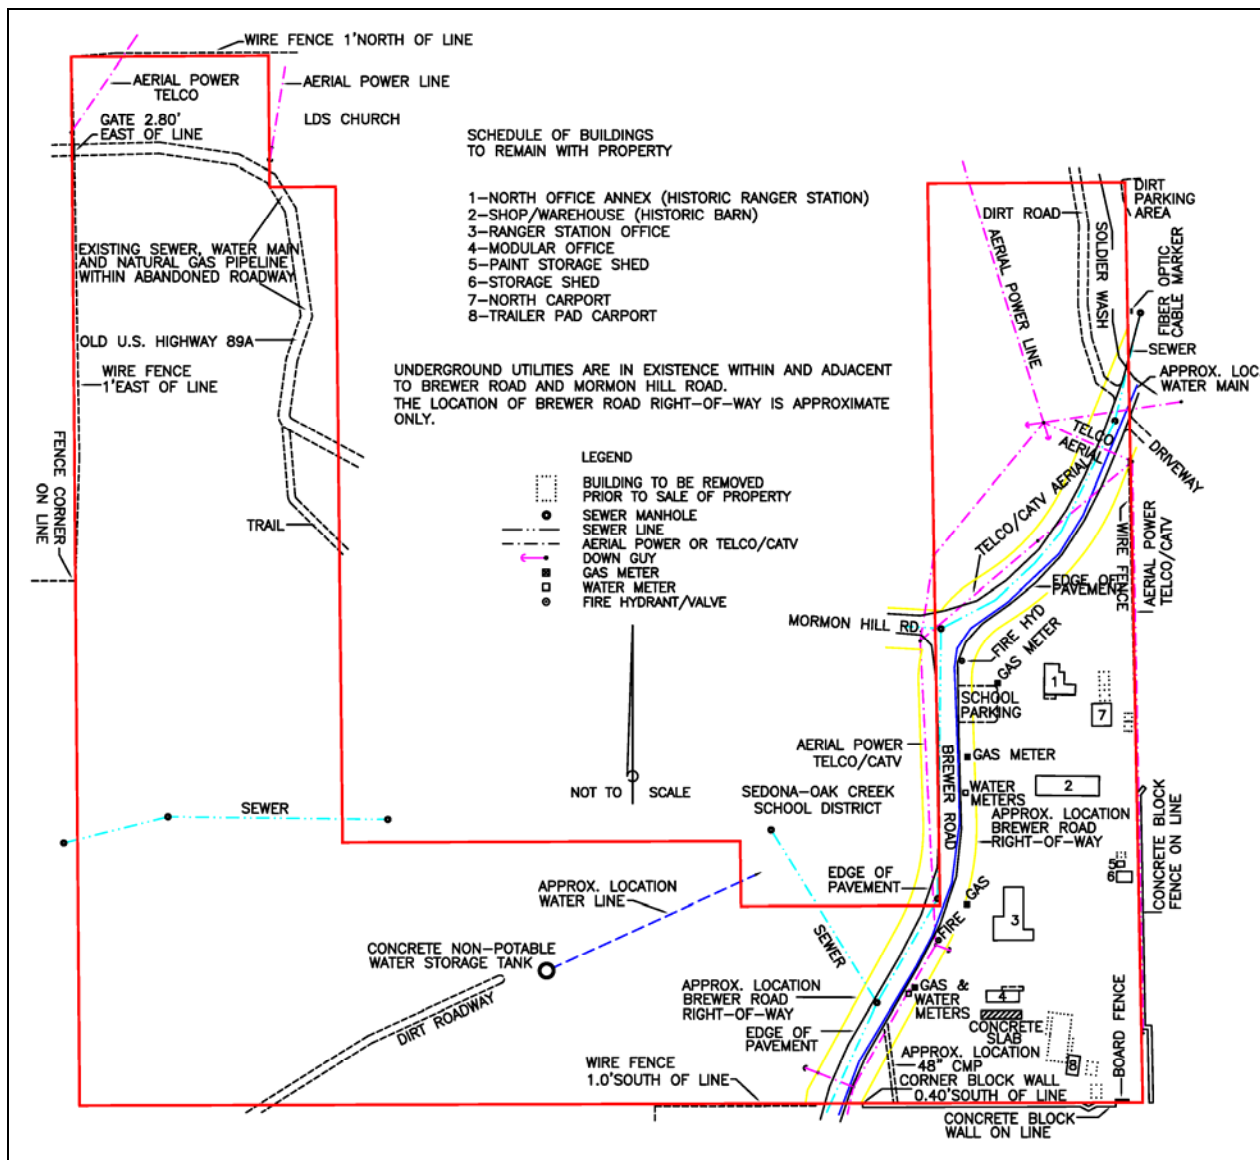 WIRE FENCE 1'NORTH OF LINE
AERIAL POWER
TELCO
AERIAL POWER LINE
GATE 2.80'
EAST OF LINE
LDS CHURCH
SCHEDULE OF BUILDINGS
TO REMAIN WITH PROPERTY
1-NORTH OFFICE ANNEX (HISTORIC RANGER STATION)
2-SHOP/WAREHOUSE (HISTORIC BARN)
3-RANGER STATION OFFICE
4-MODULAR OFFICE
5-PAINT STORAGE SHED
6-STORAGE SHED
7-NORTH CARPORT
8-TRAILER PAD CARPORT
EXISTING SEWER, WATER MAIN
AND NATURAL GAS PIPELINE
WITHIN ABANDONED ROADWAY
OLD U.S. HIGHWAY 89A
WIRE FENCE
1'EAST OF LINE
UNDERGROUND UTILITIES ARE IN EXISTENCE WITHIN AND ADJACENT
TO BREWER ROAD AND MORMON HILL ROAD.
THE LOCATION OF BREWER ROAD RIGHT-OF-WAY IS APPROXIMATE
ONLY.
FENCE CORNER
ON LINE
TRAIL
LEGEND
BUILDING TO BE REMOVED
PRIOR TO SALE OF PROPERTY
SEWER MANHOLE
SEWER LINE
AERIAL POWER OR TELCO/CATV
DOWN GUY
GAS METER
WATER METER
FIRE HYDRANT/VALVE
NOT TO SCALE
DIRT ROAD
SOLDIER WASH
DIRT
PARKING
AREA
AERIAL POWER LINE
FIBER OPTIC
CABLE MARKER
SEWER
APPROX. LOC
WATER MAIN
TELCO
AERIAL
DRIVEWAY
TELCO/CATV AERIAL
WIRE FENCE
AERIAL POWER
TELCO/CATV
EDGE OF
PAVEMENT
MORMON HILL RD
FIRE HYD
GAS METER
1
SCHOOL
PARKING
7
AERIAL POWER
TELCO/CATV
BREWER ROAD
GAS METER
2
WATER
METERS
SEDONA-OAK CREEK
SCHOOL DISTRICT
APPROX. LOCATION
BREWER ROAD
RIGHT-OF-WAY
CONCRETE BLOCK
FENCE ON LINE
SEWER
5
6
EDGE OF
PAVEMENT
GAS
APPROX. LOCATION
WATER LINE
3
FIRE
SEWER
CONCRETE NON-POTABLE
WATER STORAGE TANK
DIRT ROADWAY
APPROX. LOCATION
BREWER ROAD
RIGHT-OF-WAY
GAS &
WATER
METERS
4
CONCRETE
SLAB
BOARD FENCE
EDGE OF
PAVEMENT
APPROX. LOCATION
48" CMP
8
WIRE FENCE
1.0'SOUTH OF LINE
CORNER BLOCK WALL
0.40'SOUTH OF LINE
CONCRETE BLOCK
WALL ON LINE